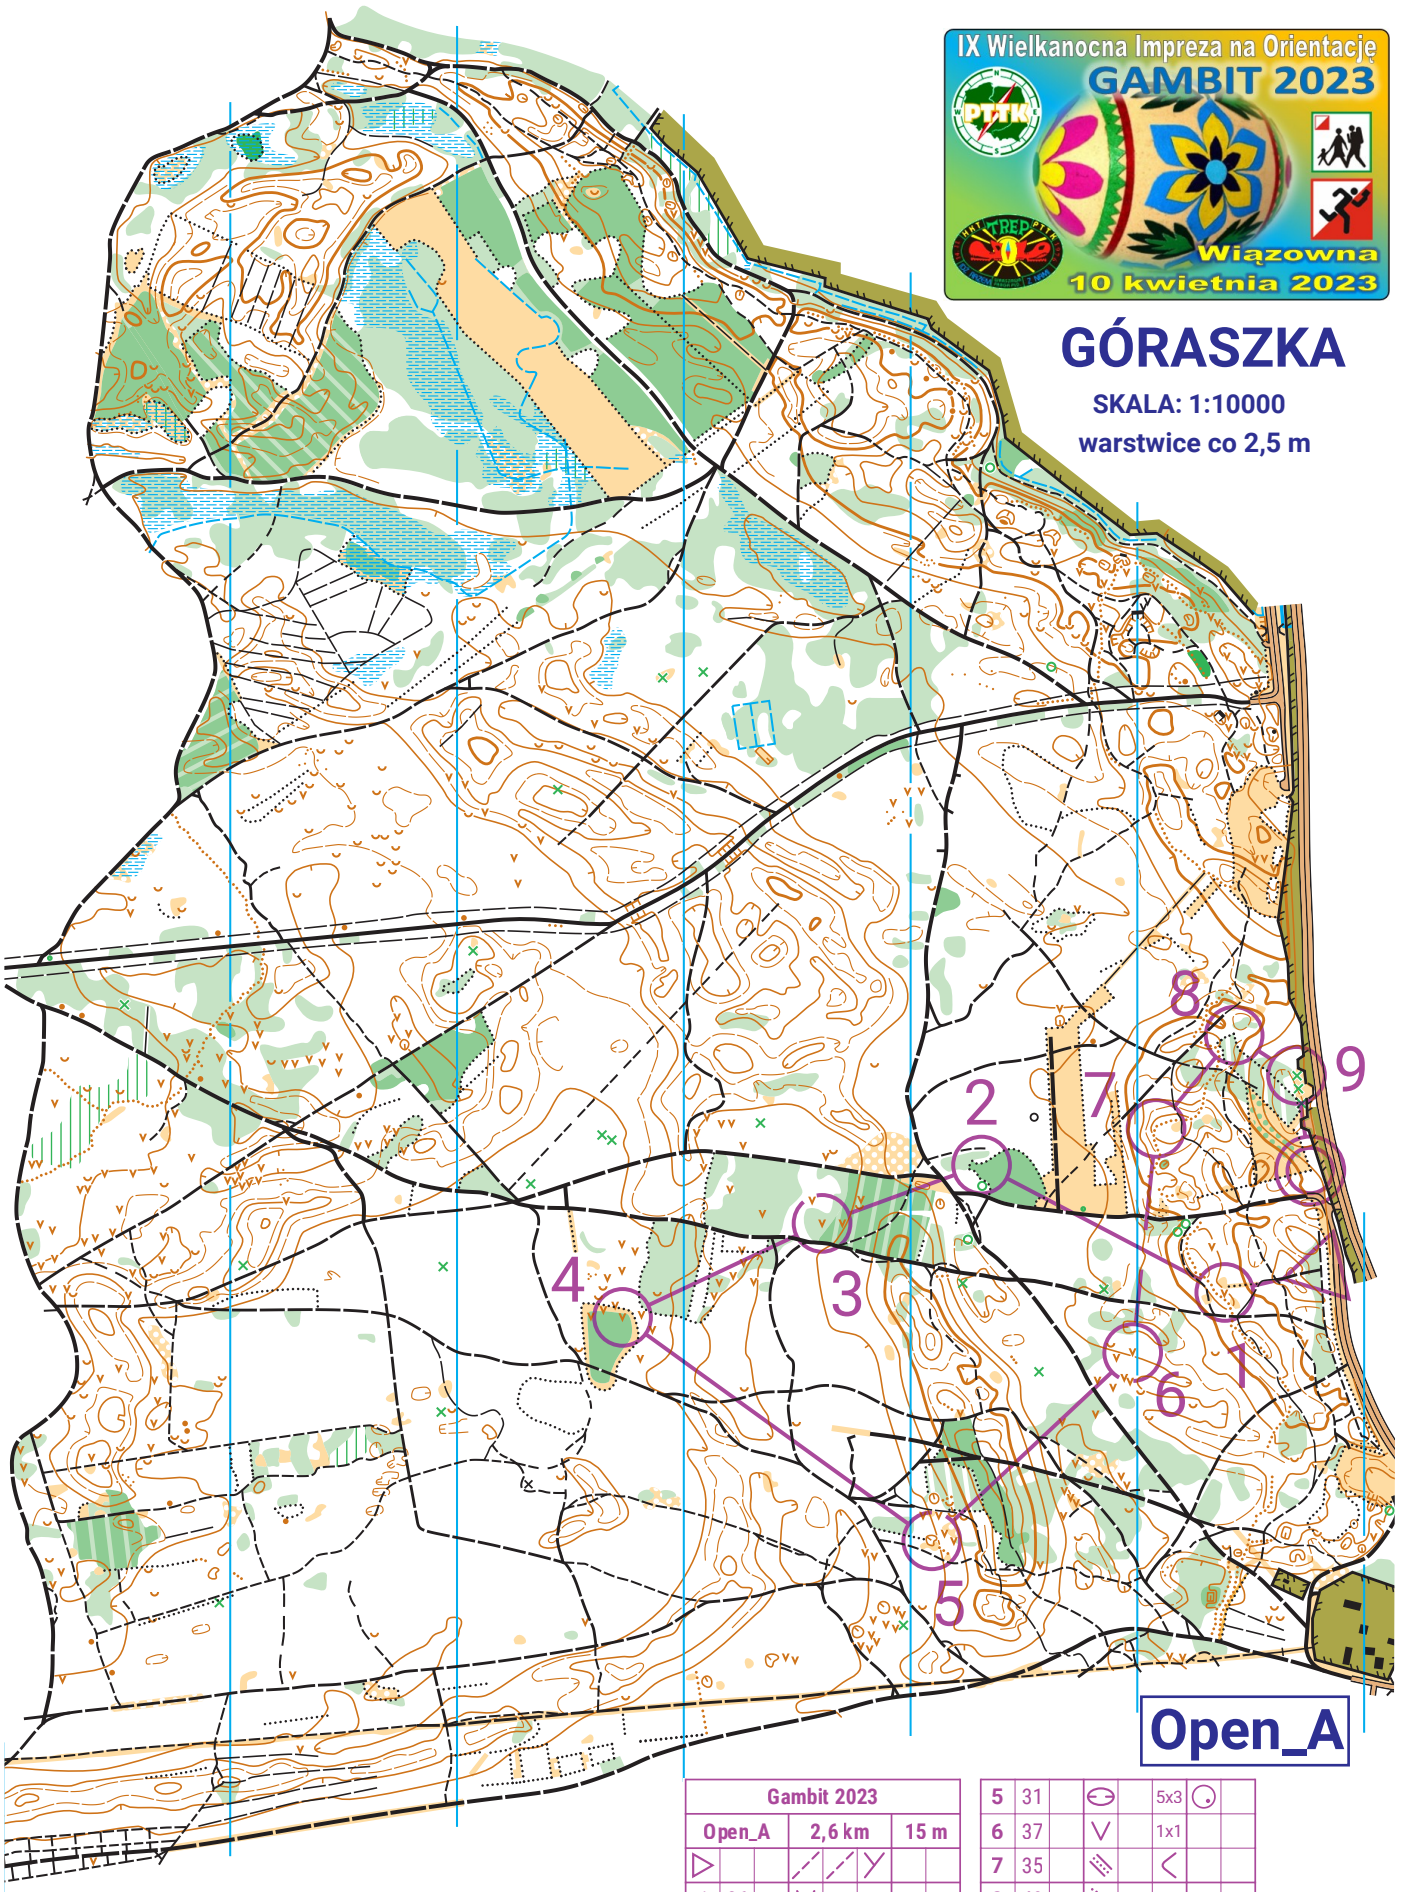 IX Wielkanocna Impreza na Orientację
GAMBIT 2023
PTTK
TREP
Wiązowna
10 kwietnia 2023
GÓRASZKA
SKALA: 1:10000
warstwice co 2,5 m
8
9
7
2
4
3
1
6
5
Open_A
Gambit 2023
Open_A 2,6 km 15 m
5 31 5x3
6 37 1x1
7 35